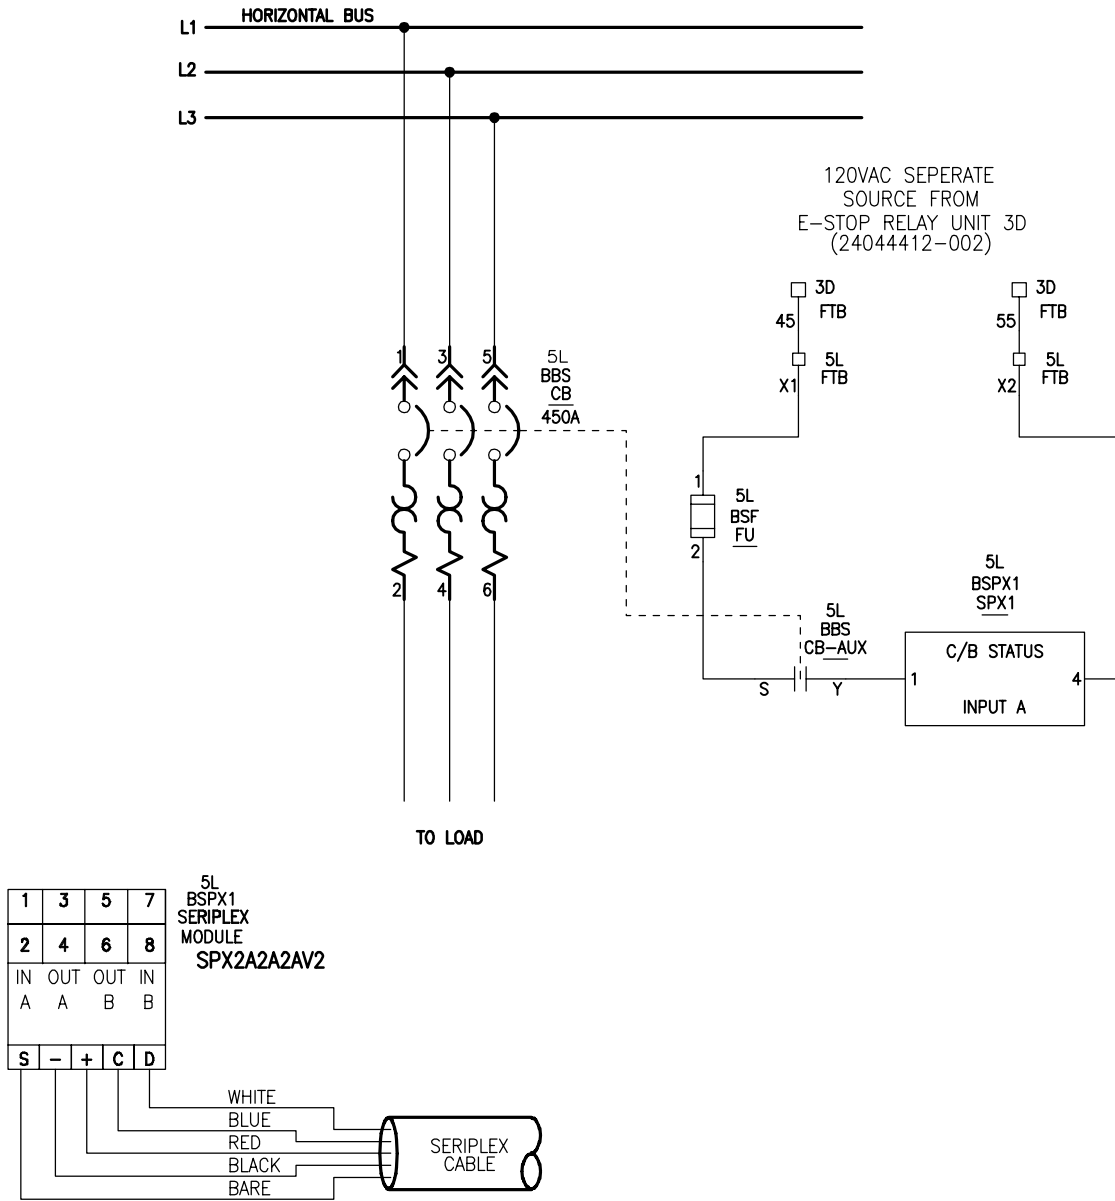 HORIZONTAL BUS
L1
L2
L3
120VAC SEPERATE
SOURCE FROM
E-STOP RELAY UNIT 3D
(24044412-002)
3D
FTB
45
5L
FTB
X1
3D
FTB
55
5L
FTB
X2
1
3
5
5L
BBS
CB
450A
2
4
6
1
5L
BSF
FU
2
5L
BBS
CB-AUX
S
Y
5L
BSPX1
SPX1
C/B STATUS
1
4
INPUT A
TO LOAD
5L
BSPX1
SERIPLEX
MODULE
SPX2A2A2AV2
1 3 5 7
2 4 6 8
IN OUT OUT IN
A A B B
S - + C D
WHITE
BLUE
RED
BLACK
BARE
SERIPLEX
CABLE